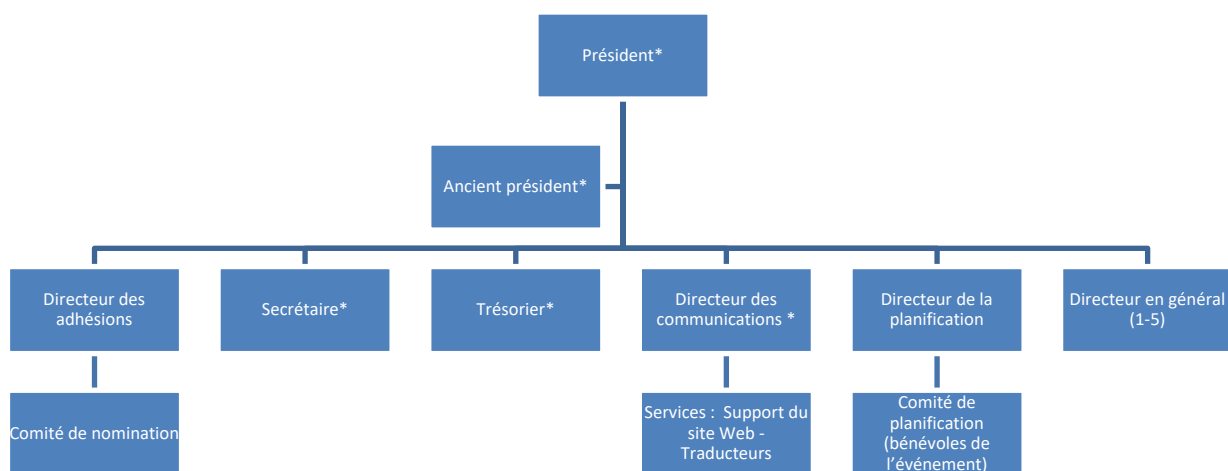 Président*
Ancient président*
Directeur des
adhésions
Secrétaire*
Trésorier*
Directeur des
communications *
Directeur de la
planification
Directeur en général
(1-5)
Comité de nomination
Services : Support du
site Web -
Traducteurs
Comité de
planification
(bénévoles de
l’événement)